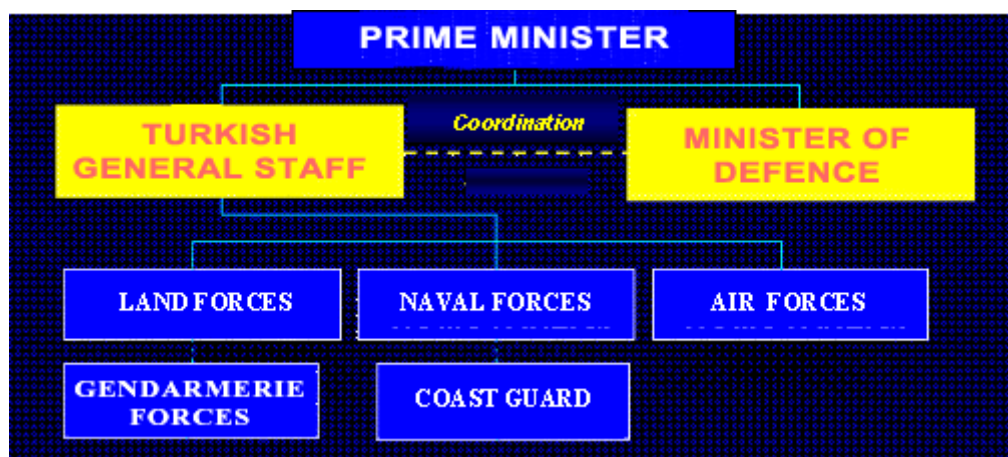 PRIME MINISTER
Coordination
TURKISH
GENERAL STAFF
MINISTER OF
DEFENCE
LAND FORCES
NAVAL FORCES
AIR FORCES
GENDARMERIE
FORCES
COAST GUARD